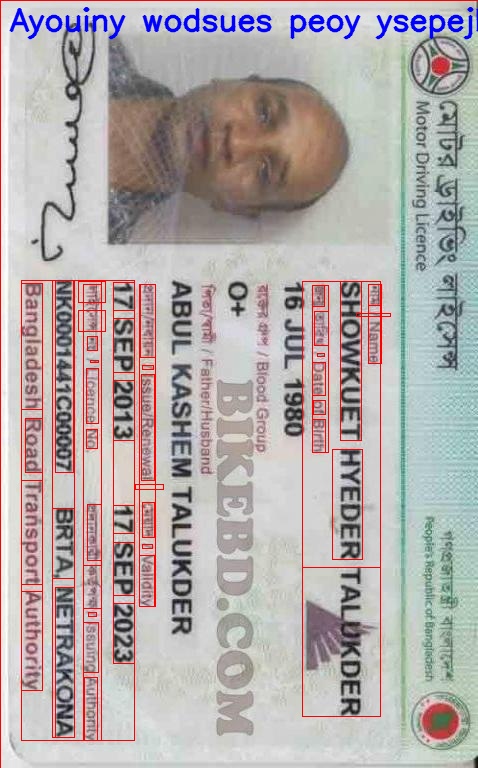 Ayouiny wodsues peoy ysepej
মোটর ড্রাইভিং লাইসেন্স
Motor Driving Licence
গণপ্রজাতন্ত্রী বাংলাদেশ
People's Republic of Bangladesh
নাম / Name
SHOWKUET HYEDER TALUKDER
জন্ম তারিখ / Date of Birth
16 JUL 1980
রক্তের গ্রুপ / Blood Group
O+
পিতা/স্বামী / Father/Husband
ABUL KASHEM TALUKDER
প্রদান/নবায়ন / Issue/Renewal
মেয়াদ / Validity
17 SEP 2013
17 SEP 2023
লাইসেন্স নং / Licence No.
প্রদানকারী কর্তৃপক্ষ / Issuing Authority
NK0001441C00007
BRTA, NETRAKONA
Bangladesh Road Transport Authority
BIKEBD.COM